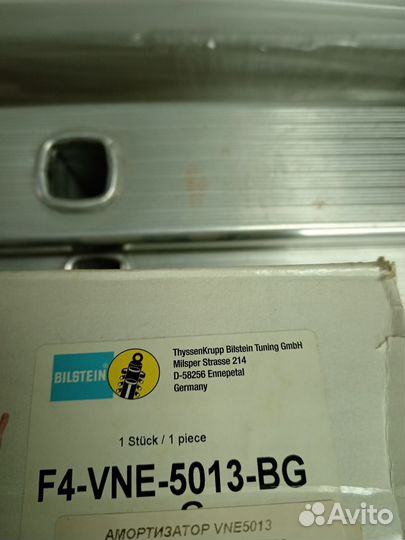 ThyssenKrupp Bilstein Tuning GmbH
Milsper Strasse 214
D-58256 Ennepetal
Germany
BILSTEIN
1 Stück / 1 piece
F4-VNE-5013-BG
АМОРТИЗАТОР VNE5013
Avito